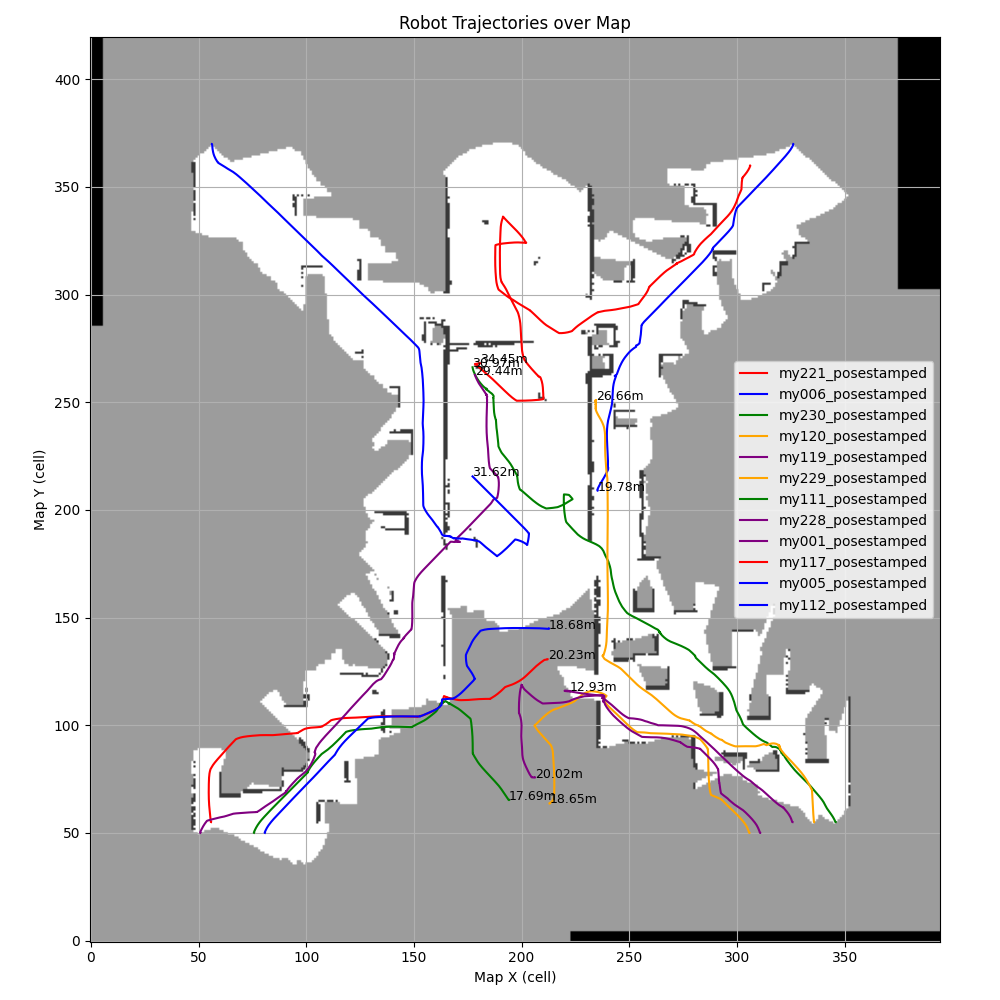 Robot Trajectories over Map
Map Y (cell)
400
350
300
250
200
150
100
50
0
34.45m
29.44m
26.66m
31.62m
19.78m
18.68m
20.23m
12.93m
20.02m
17.69m
18.65m
my221_posestamped
my006_posestamped
my230_posestamped
my120_posestamped
my119_posestamped
my229_posestamped
my111_posestamped
my228_posestamped
my001_posestamped
my117_posestamped
my005_posestamped
my112_posestamped
0 50 100 150 200 250 300 350
Map X (cell)